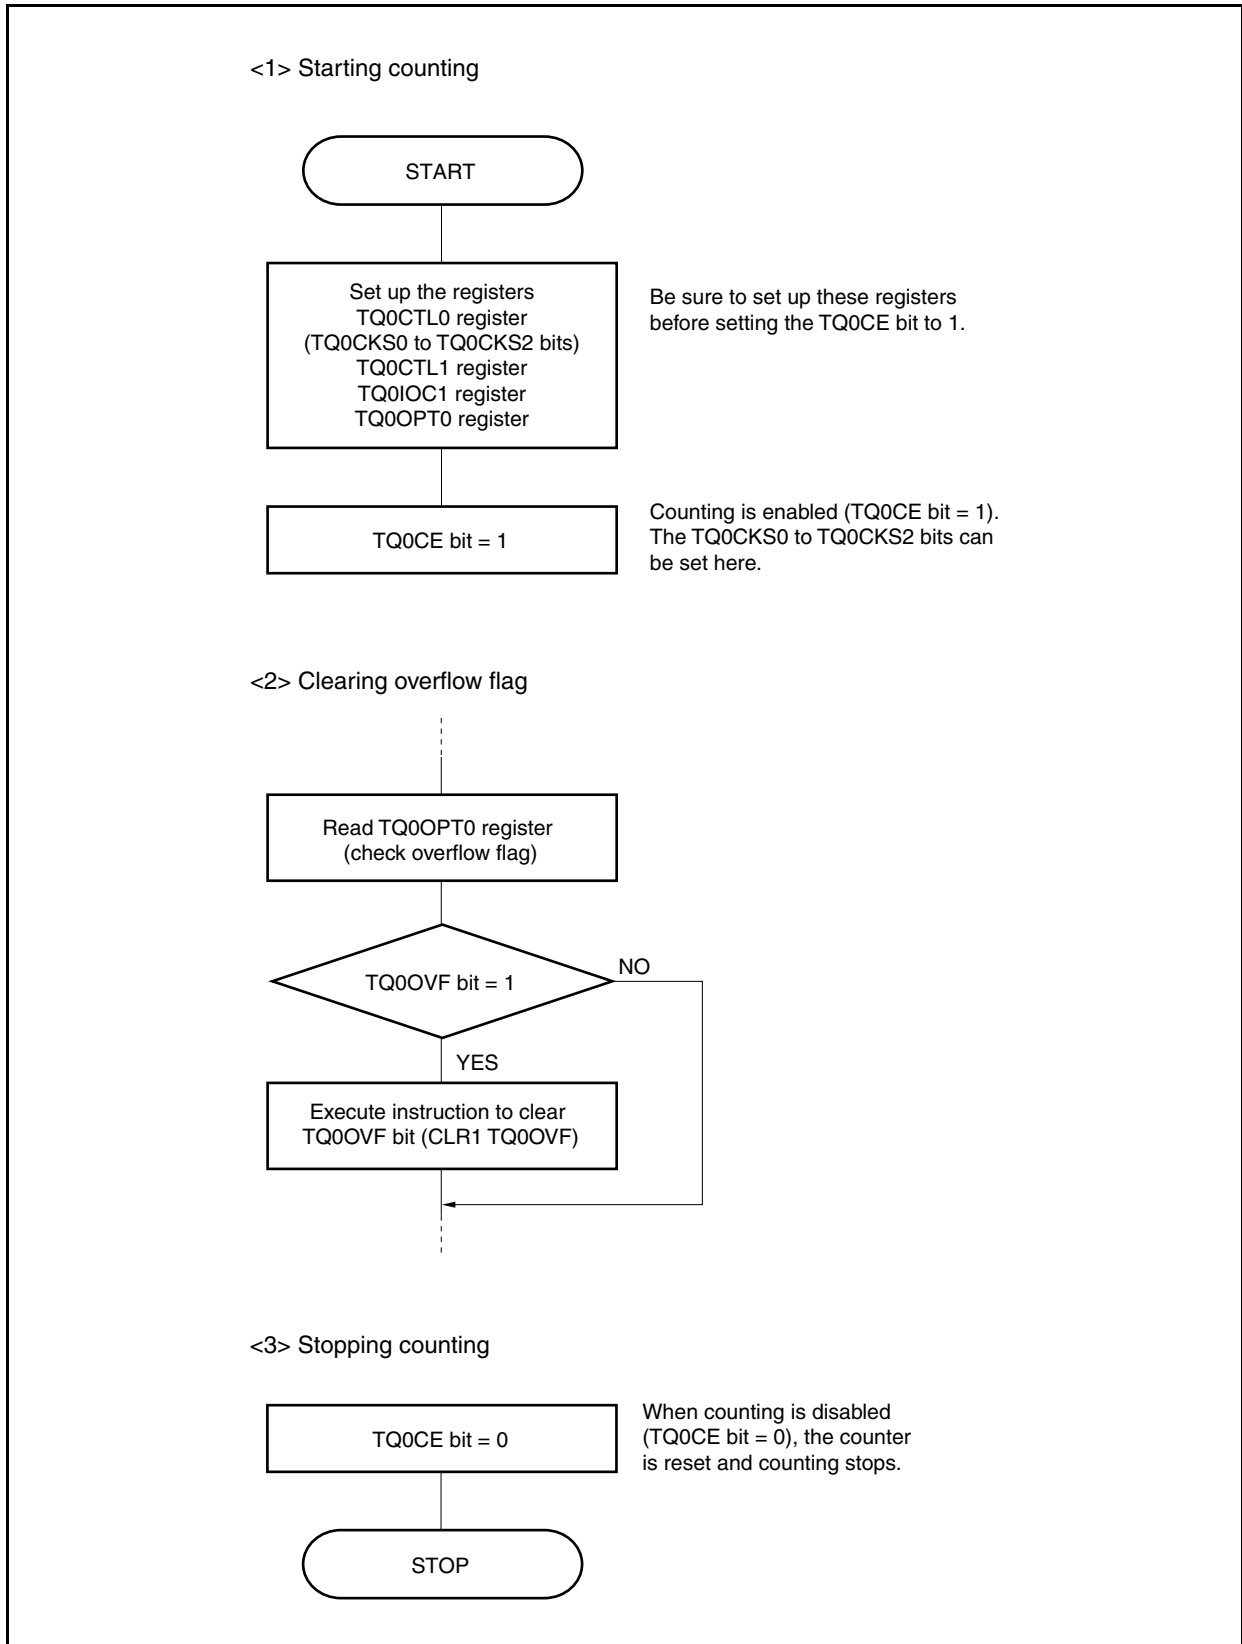 <1> Starting counting
START
Set up the registers
TQ0CTL0 register
(TQ0CKS0 to TQ0CKS2 bits)
TQ0CTL1 register
TQ0IOC1 register
TQ0OPT0 register
Be sure to set up these registers
before setting the TQ0CE bit to 1.
TQ0CE bit = 1
Counting is enabled (TQ0CE bit = 1).
The TQ0CKS0 to TQ0CKS2 bits can
be set here.
<2> Clearing overflow flag
Read TQ0OPT0 register
(check overflow flag)
TQ0OVF bit = 1
NO
YES
Execute instruction to clear
TQ0OVF bit (CLR1 TQ0OVF)
<3> Stopping counting
TQ0CE bit = 0
When counting is disabled
(TQ0CE bit = 0), the counter
is reset and counting stops.
STOP